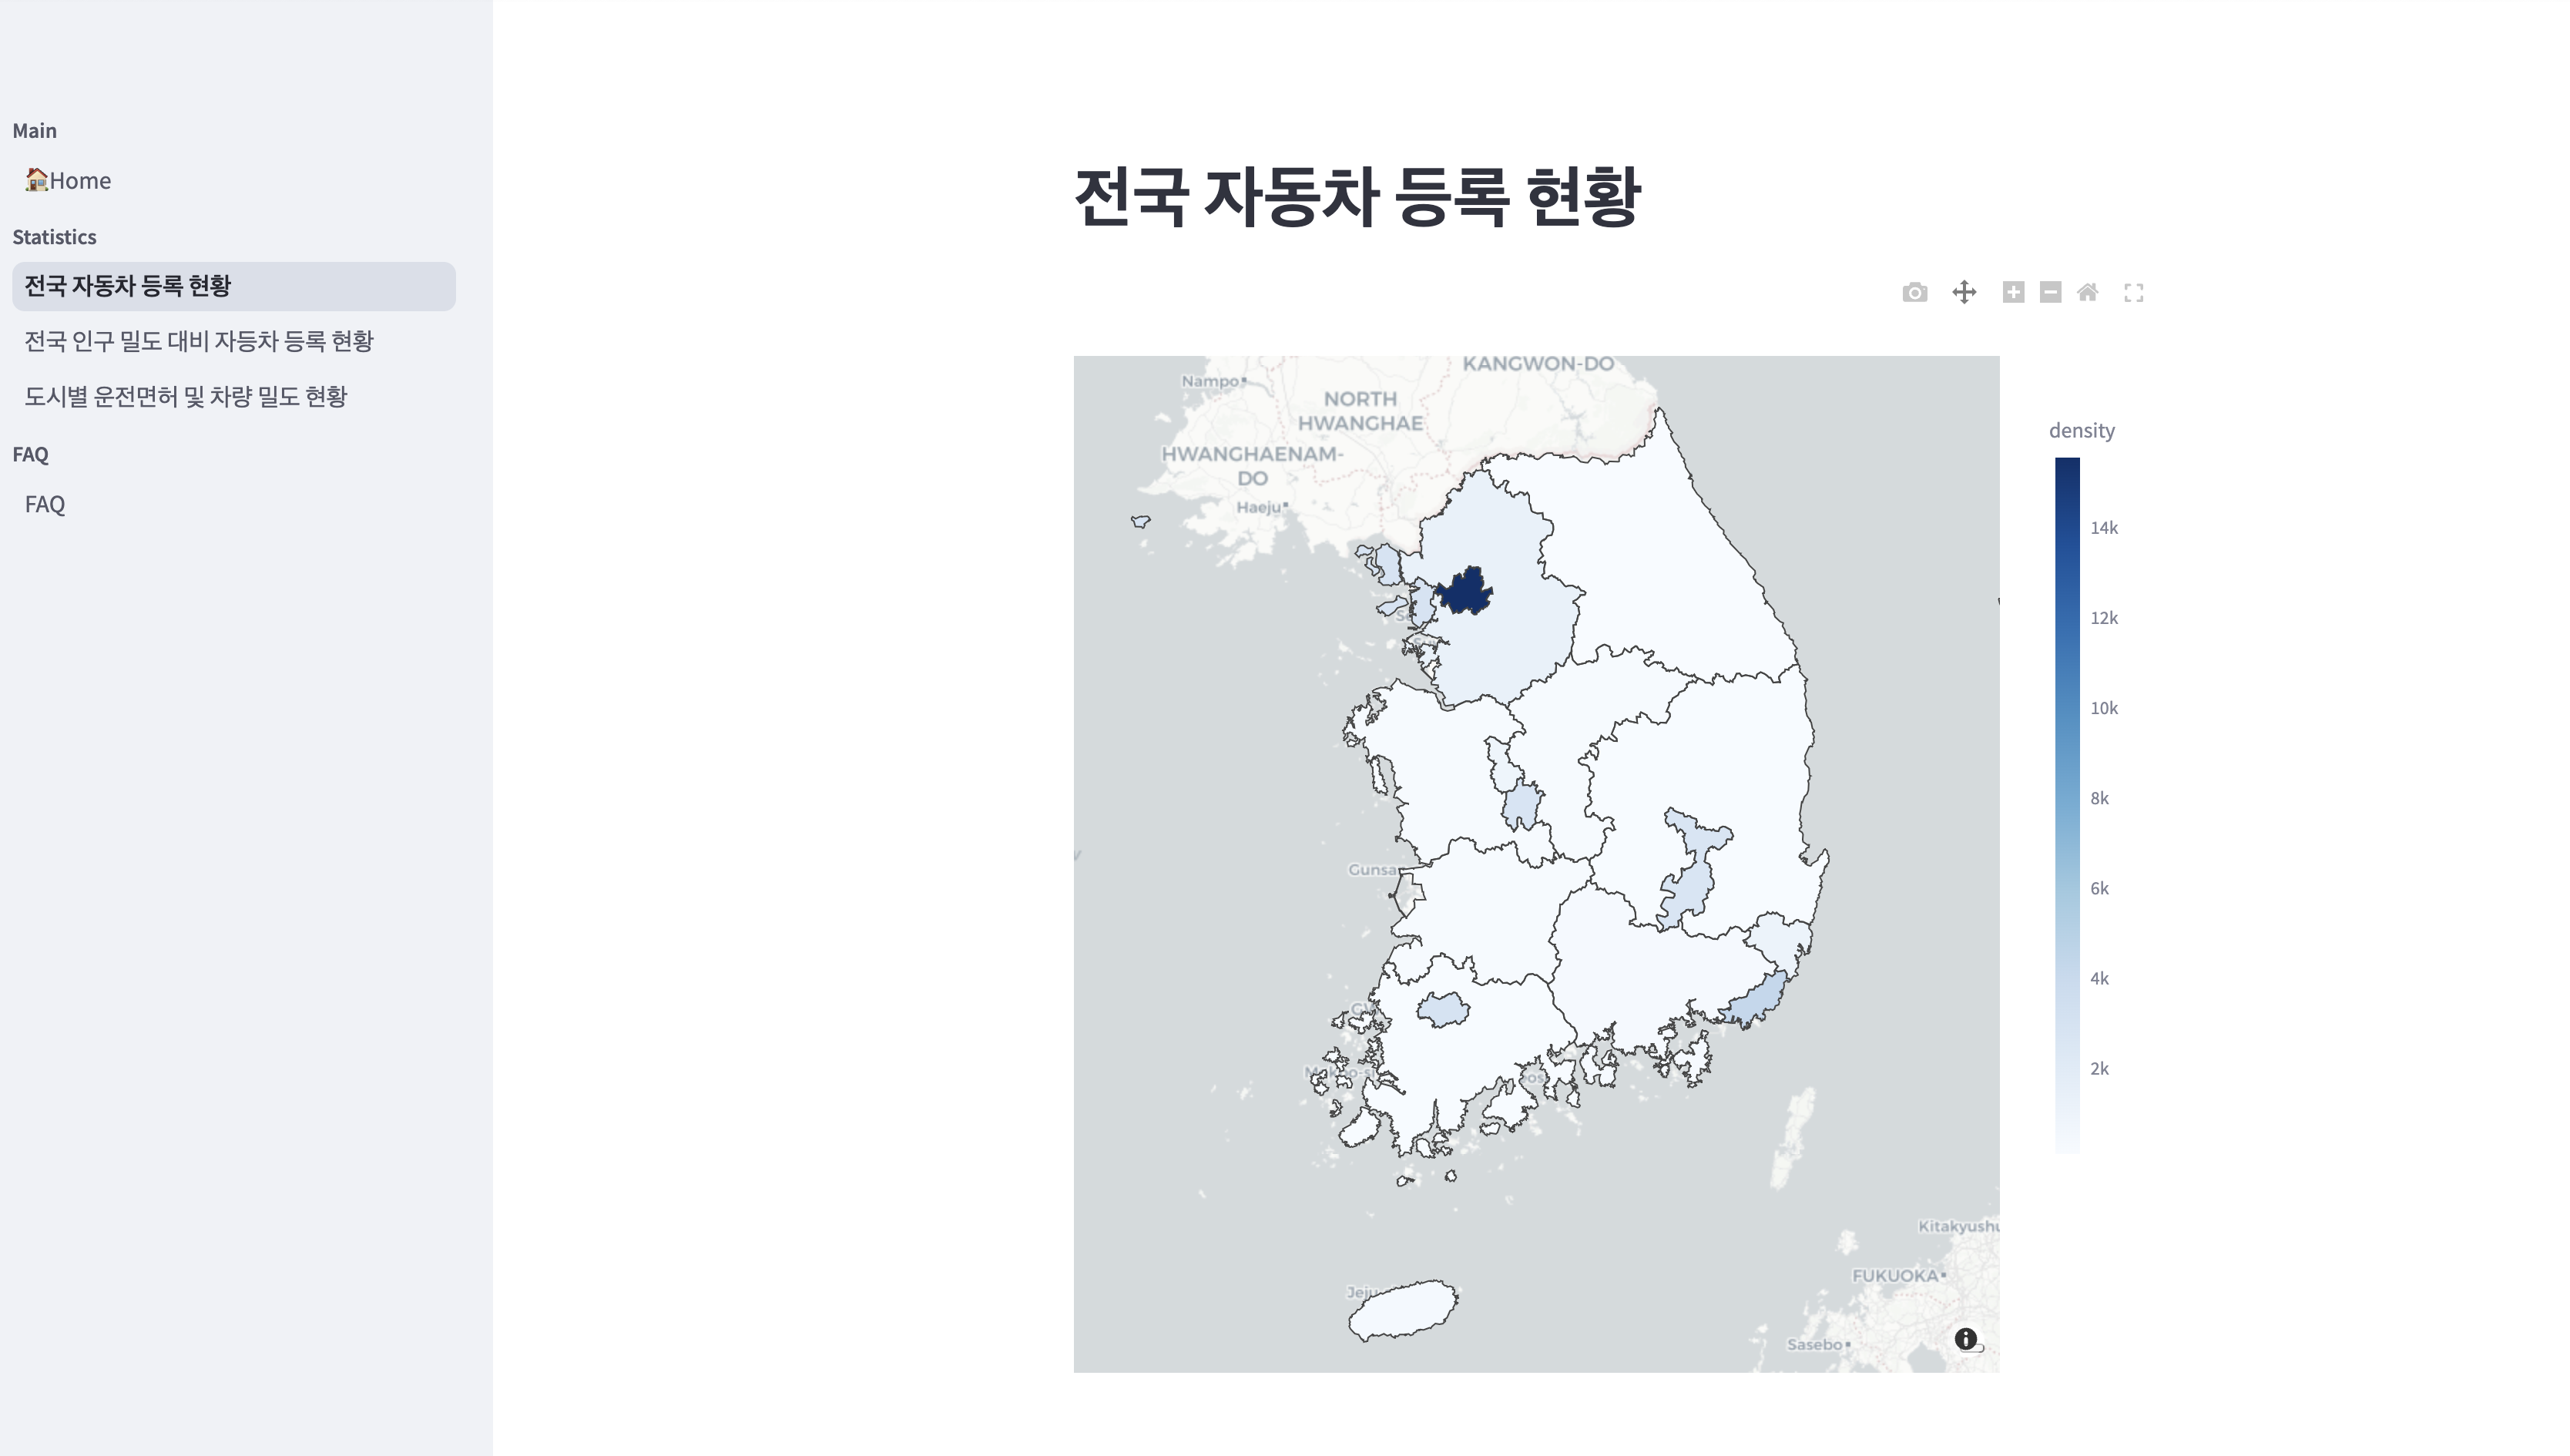 Main
🏠Home
Statistics
전국 자동차 등록 현황
전국 인구 밀도 대비 자등차 등록 현황
도시별 운전면허 및 차량 밀도 현황
FAQ
FAQ
전국 자동차 등록 현황
KANGWON-DO
Nampo
NORTH
HWANGHAE
HWANGHAENAM-
DO
Haeju
Gunsa
Jeju
Kitakyushu
FUKUOKA
Sasebo
density
14k
12k
10k
8k
6k
4k
2k